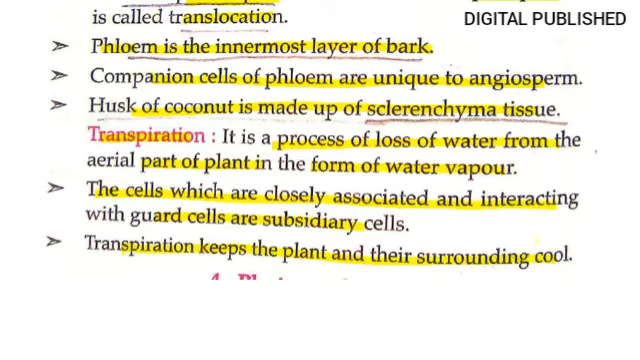 is called translocation.
DIGITAL PUBLISHED
➢ Phloem is the innermost layer of bark.
➢ Companion cells of phloem are unique to angiosperm.
➢ Husk of coconut is made up of sclerenchyma tissue.
Transpiration : It is a process of loss of water from the
aerial part of plant in the form of water vapour.
➢ The cells which are closely associated and interacting
with guard cells are subsidiary cells.
➢ Transpiration keeps the plant and their surrounding cool.